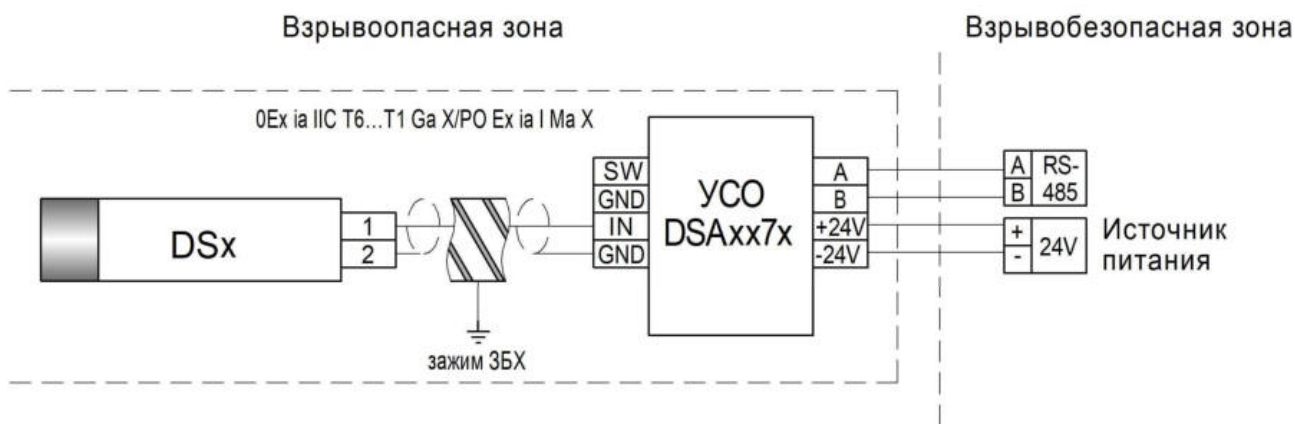 Взрывоопасная зона
Взрывобезопасная зона
0Ex ia IIC T6...T1 Ga X/PO Ex ia I Ma X
DSx
1
2
зажим ЗБХ
SW
GND
IN
GND
УСО
DSAxx7x
A
B
+24V
-24V
A
B
RS-
485
+
-
24V
Источник
питания